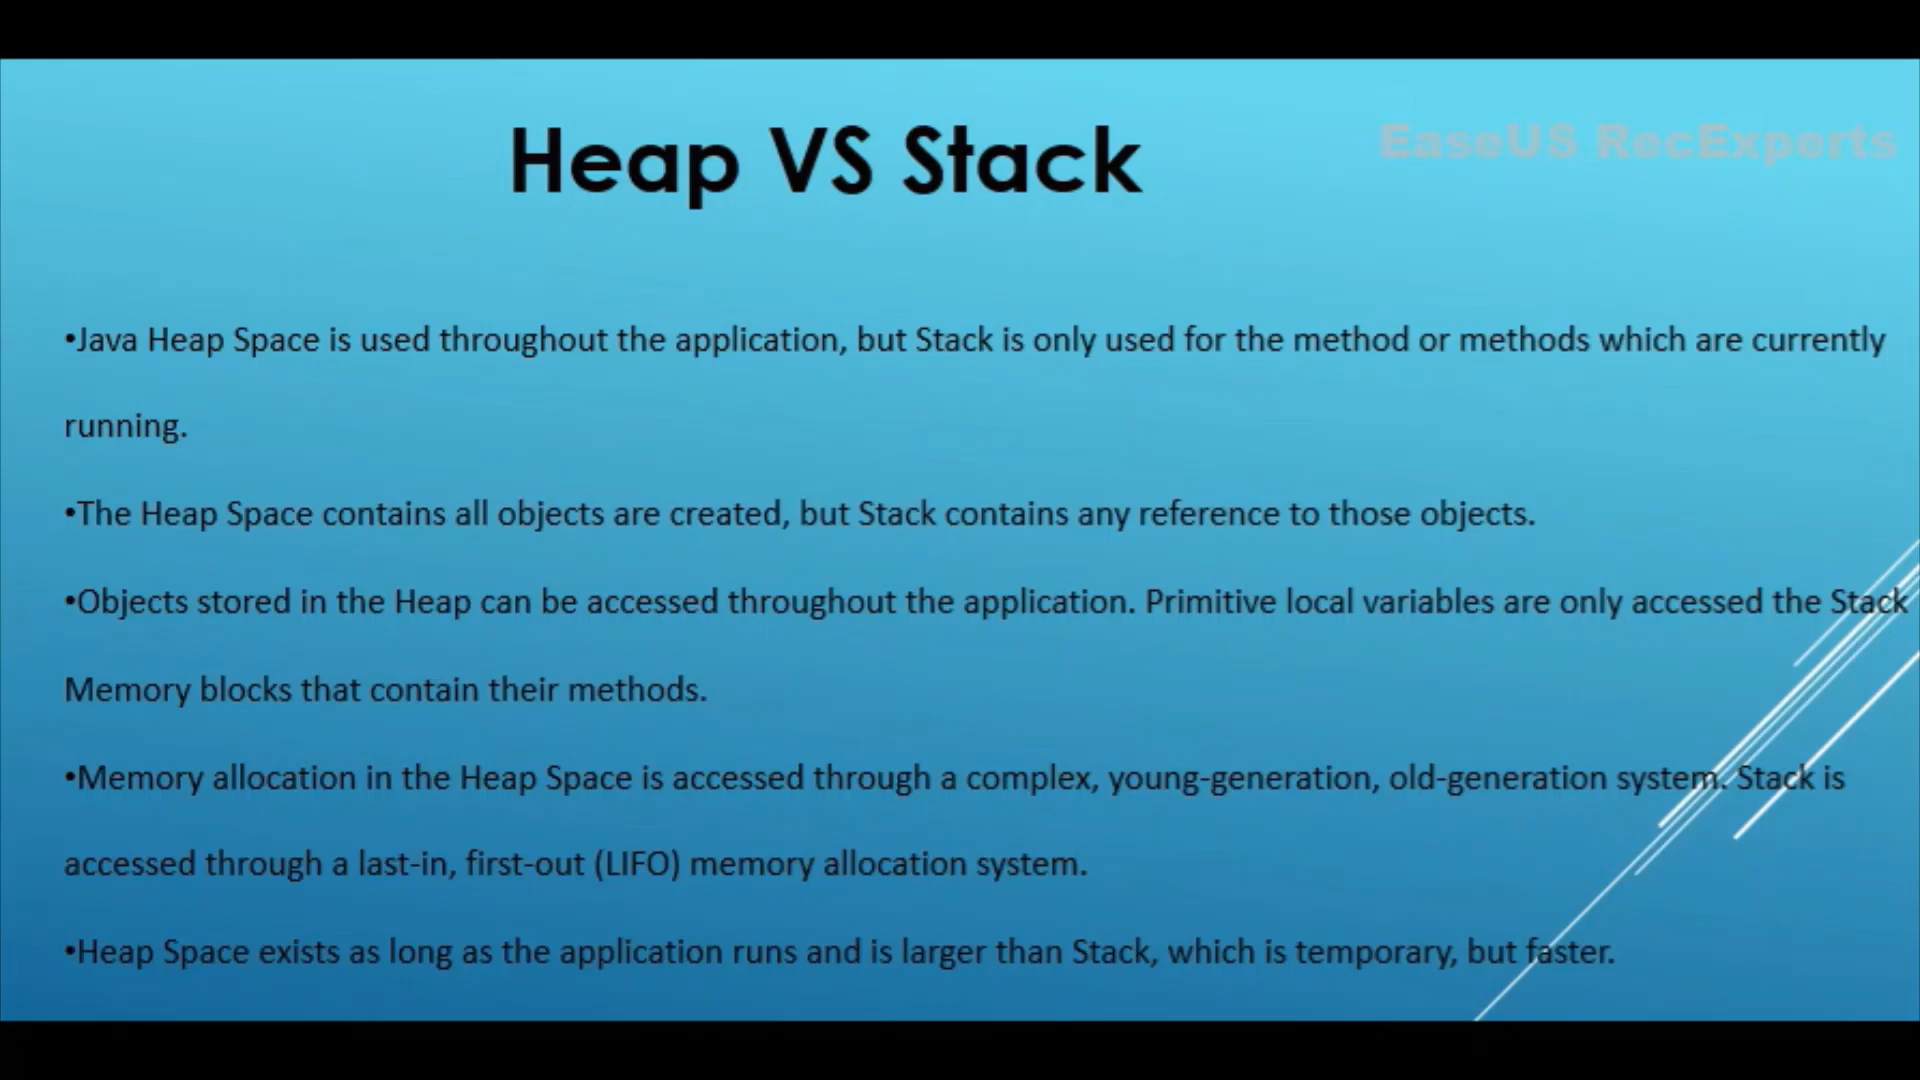 Heap VS Stack
EaseUS RecExperts
•Java Heap Space is used throughout the application, but Stack is only used for the method or methods which are currently
running.
•The Heap Space contains all objects are created, but Stack contains any reference to those objects.
•Objects stored in the Heap can be accessed throughout the application. Primitive local variables are only accessed the Stack
Memory blocks that contain their methods.
•Memory allocation in the Heap Space is accessed through a complex, young-generation, old-generation system. Stack is
accessed through a last-in, first-out (LIFO) memory allocation system.
•Heap Space exists as long as the application runs and is larger than Stack, which is temporary, but faster.